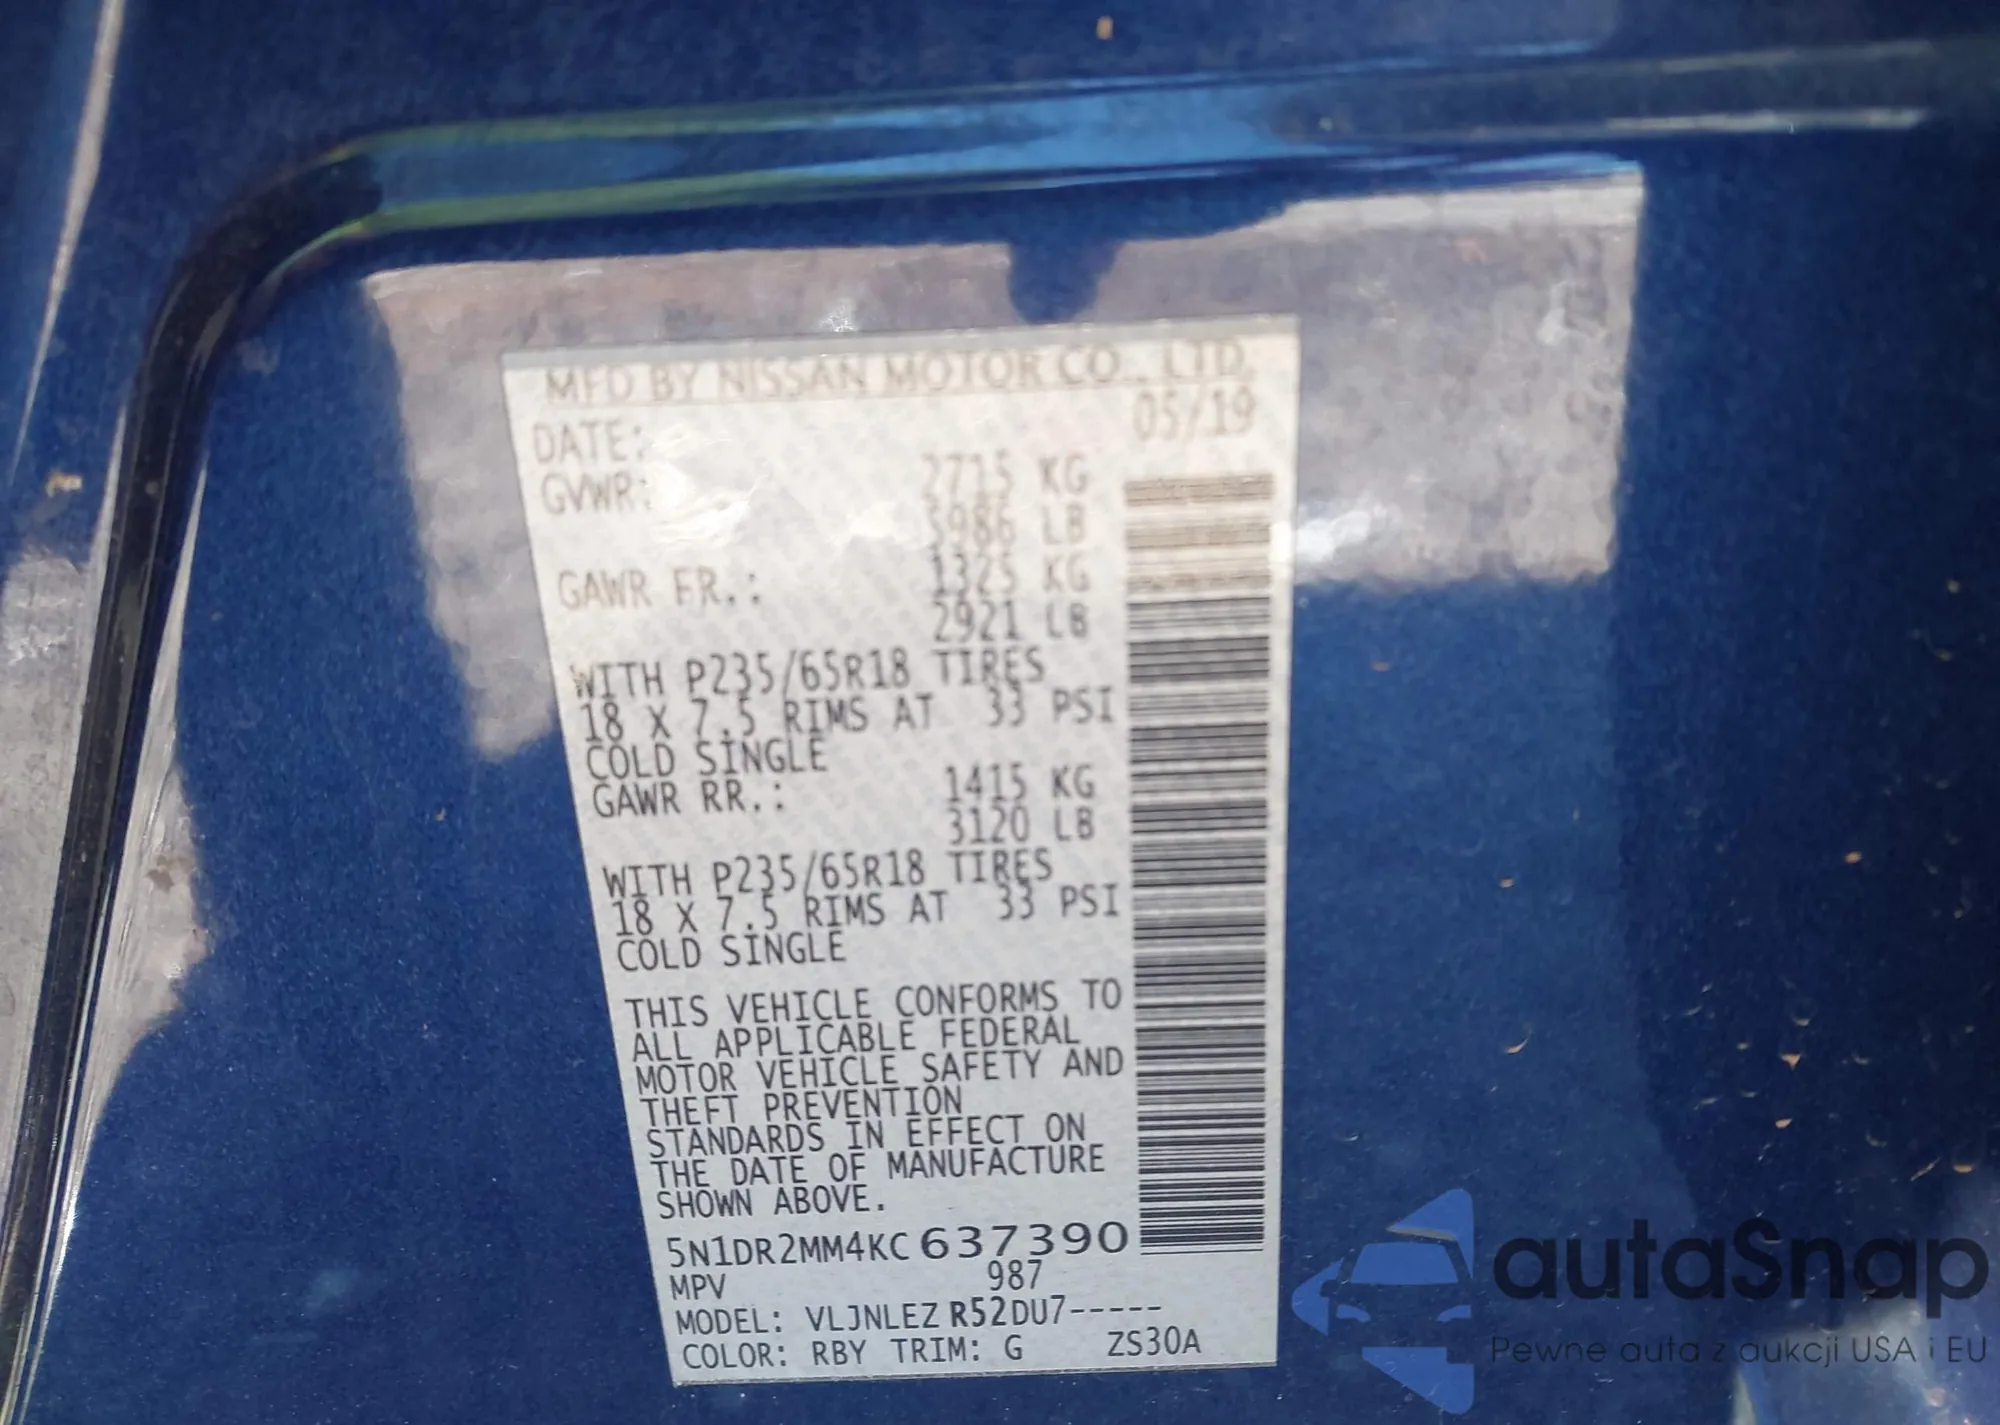 MFD BY NISSAN MOTOR CO., LTD.
DATE: 05/19
GVWR: 2715 KG
5986 LB
GAWR FR.: 1325 KG
2921 LB
WITH P235/65R18 TIRES
18 X 7.5 RIMS AT 33 PSI
COLD SINGLE
GAWR RR.: 1415 KG
3120 LB
WITH P235/65R18 TIRES
18 X 7.5 RIMS AT 33 PSI
COLD SINGLE
THIS VEHICLE CONFORMS TO
ALL APPLICABLE FEDERAL
MOTOR VEHICLE SAFETY AND
THEFT PREVENTION
STANDARDS IN EFFECT ON
THE DATE OF MANUFACTURE
SHOWN ABOVE.
5N1DR2MM4KC637390
MPV 987
MODEL: VLJNLEZ R52DU7-----
COLOR: RBY TRIM: G ZS30A
autaSnap
Pewne auta z aukcji USA i EU